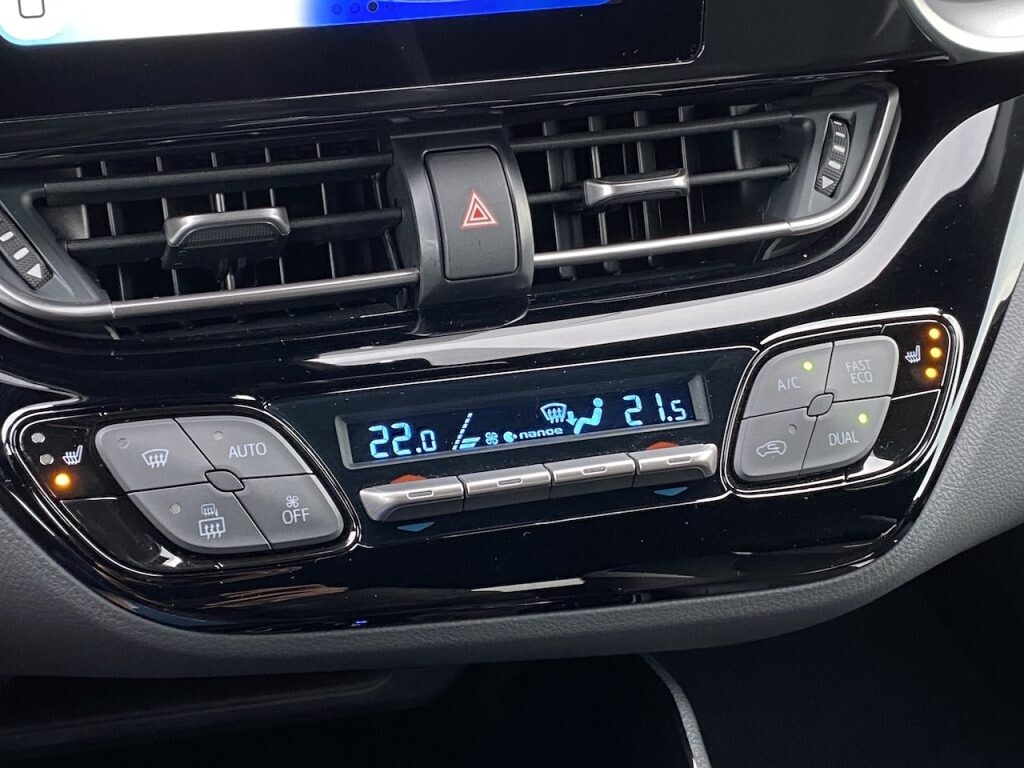 22.0
nanoe
21.5
AUTO
OFF
A/C
FAST
ECO
DUAL